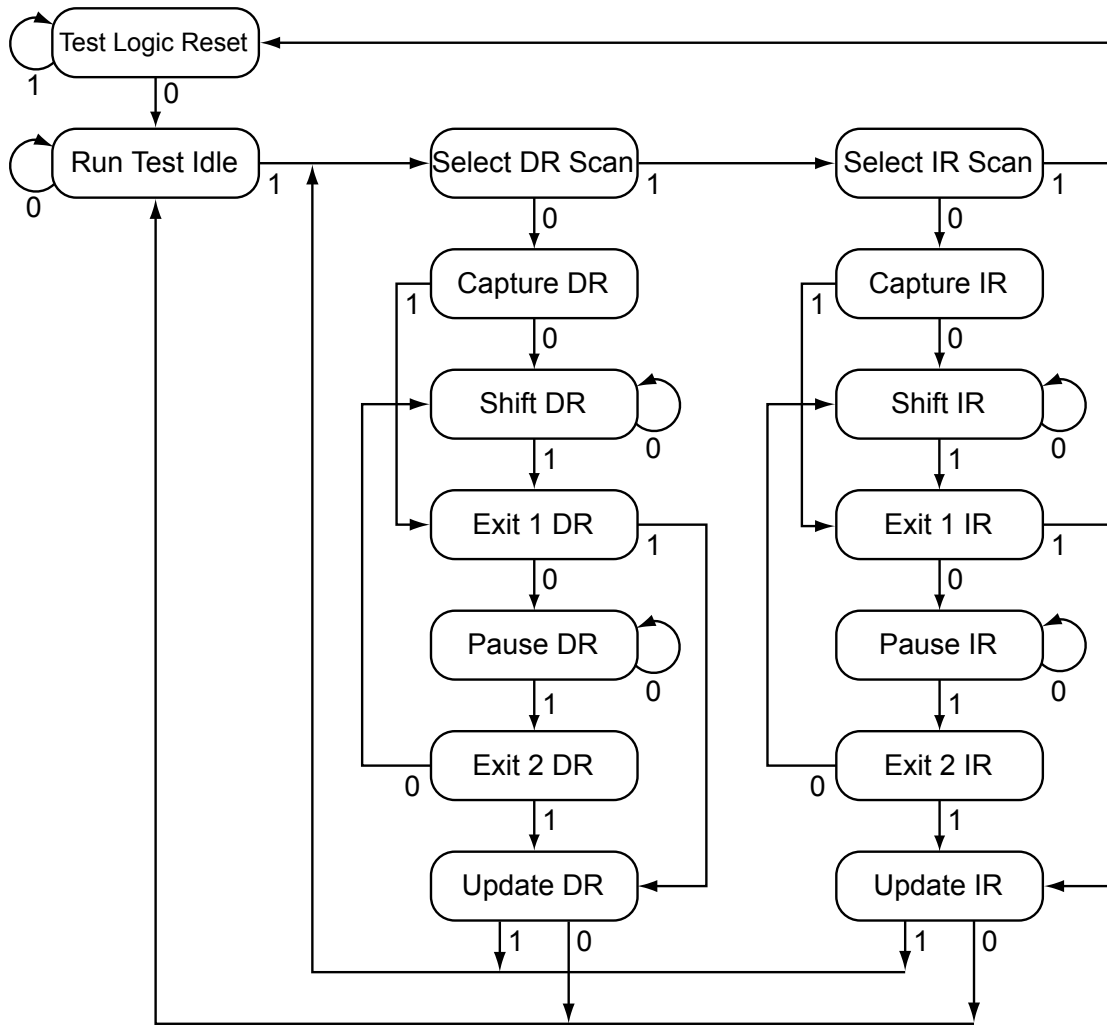 Test Logic Reset
1
0
Run Test Idle
0
1
Select DR Scan
1
0
Select IR Scan
1
0
Capture DR
1
0
Capture IR
1
0
Shift DR
0
1
Shift IR
0
1
Exit 1 DR
1
0
Exit 1 IR
1
0
Pause DR
0
1
Pause IR
0
1
Exit 2 DR
0
1
Exit 2 IR
0
1
Update DR
1
0
Update IR
1
0